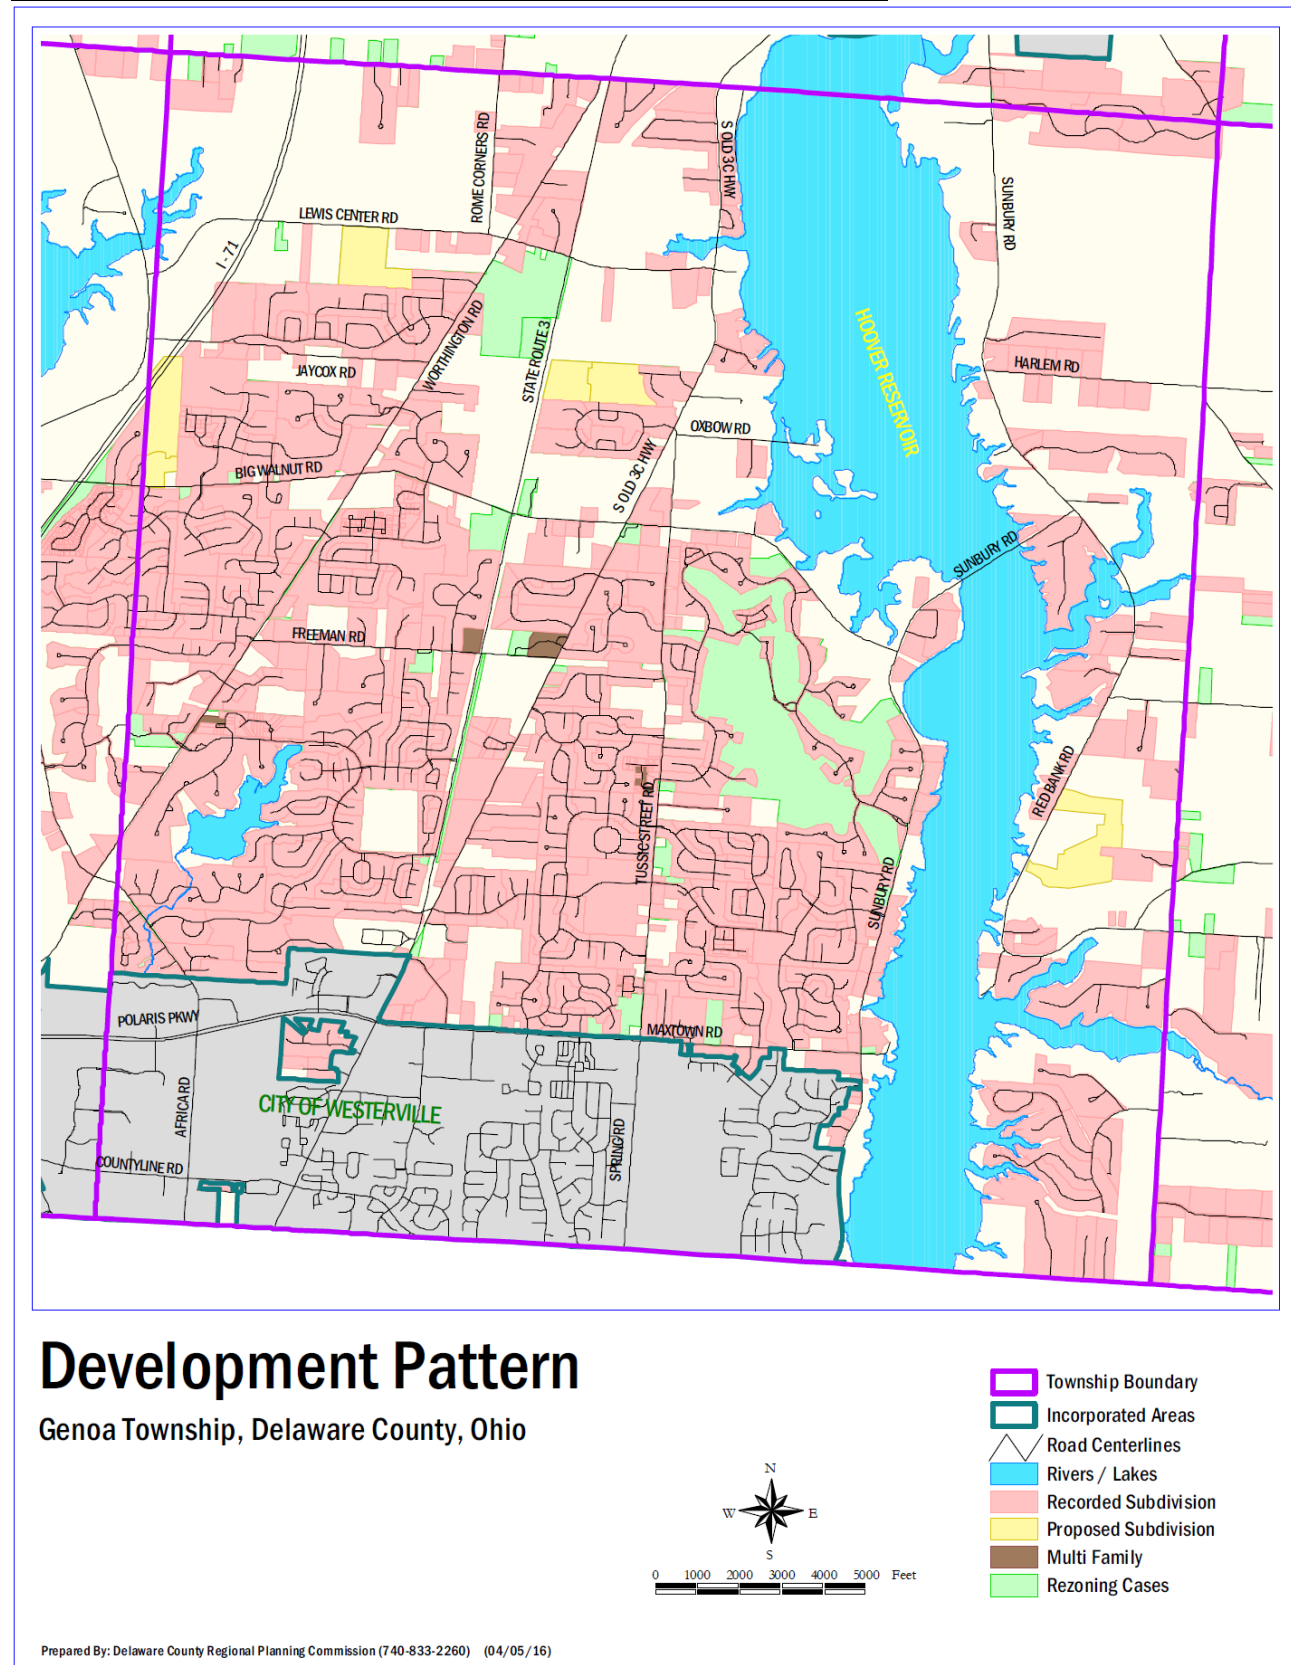 ROME CORNERS RD
S OLD 3C HWY
SUNBURY RD
LEWIS CENTER RD
I - 71
WORTHINGTON RD
STATE ROUTE 3
HOOVER RESERVOIR
JAYCOX RD
HARLEM RD
OXBOW RD
S OLD 3C HWY
BIG WALNUT RD
SUNBURY RD
FREEMAN RD
RED BANK RD
TUSSIC STREET RD
SUNBURY RD
POLARIS PKWY
MAXTOWN RD
AFRICA RD
CITY OF WESTERVILLE
SPRING RD
COUNTYLINE RD
Development Pattern
Genoa Township, Delaware County, Ohio
Township Boundary
Incorporated Areas
Road Centerlines
Rivers / Lakes
Recorded Subdivision
Proposed Subdivision
Multi Family
Rezoning Cases
N
W E
S
0 1000 2000 3000 4000 5000 Feet
Prepared By: Delaware County Regional Planning Commission (740-833-2260) (04/05/16)